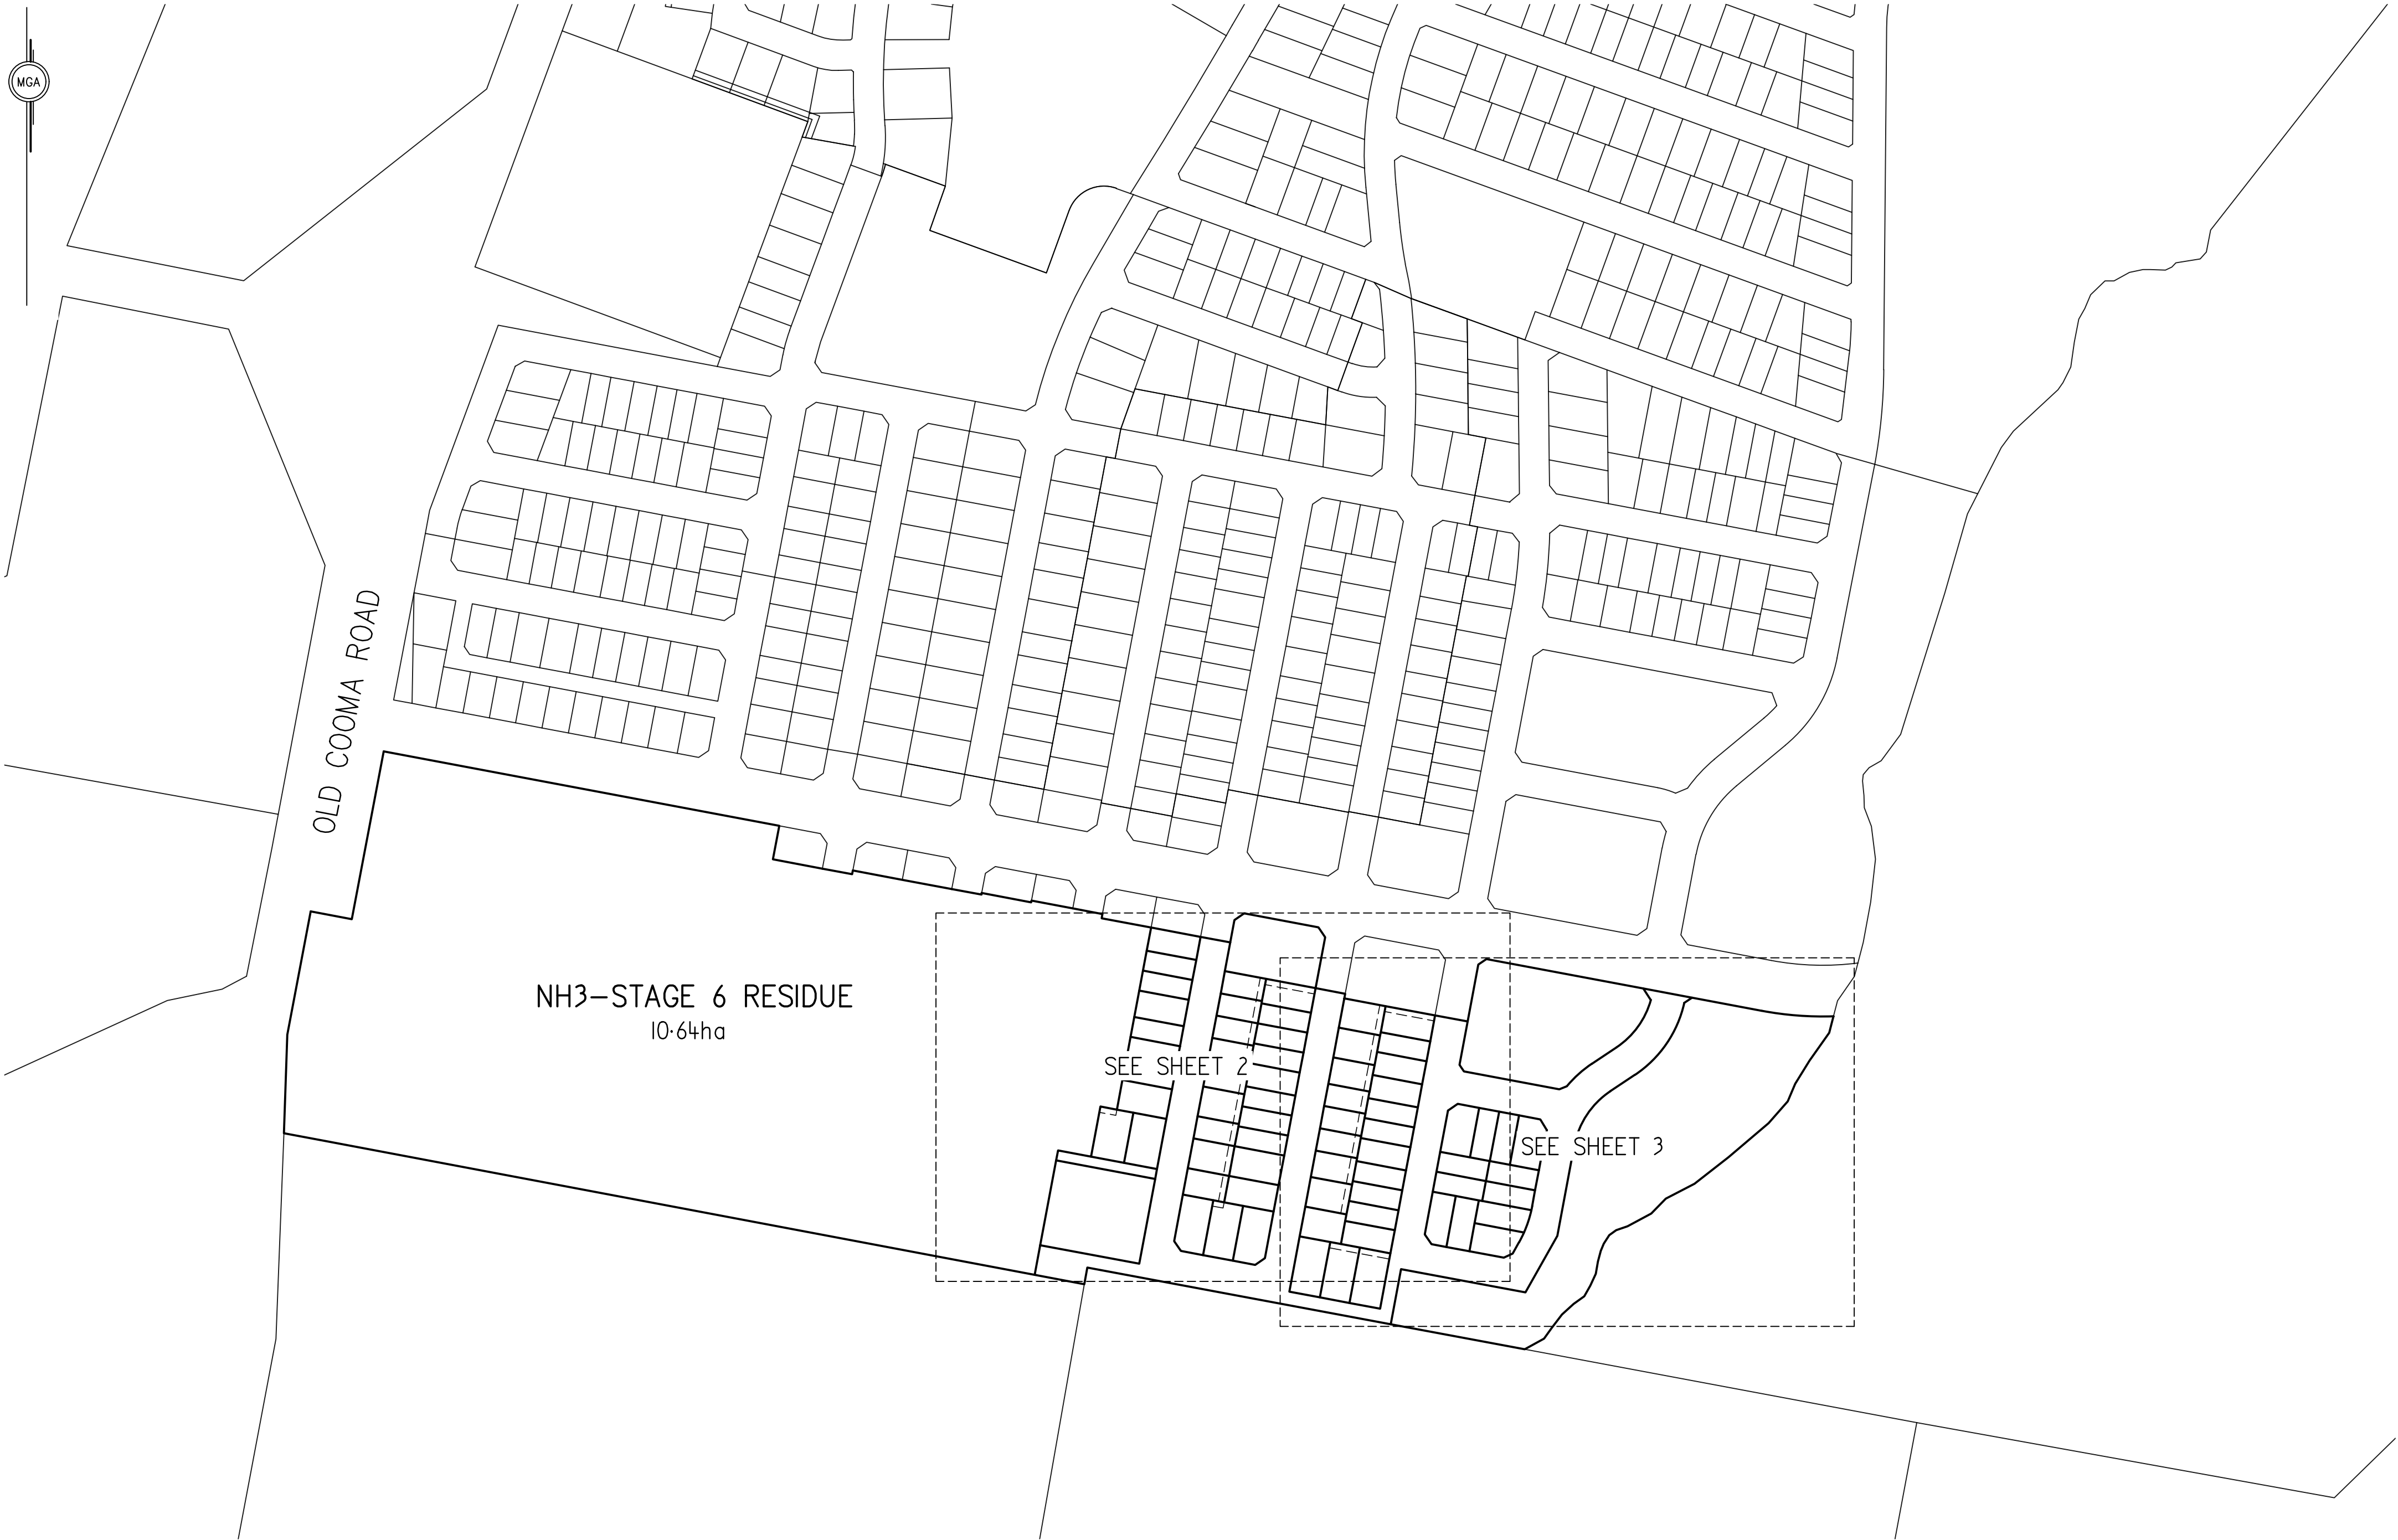 MGA
OLD COOMA ROAD
NH3-STAGE 6 RESIDUE
10·64ha
SEE SHEET 2
SEE SHEET 3